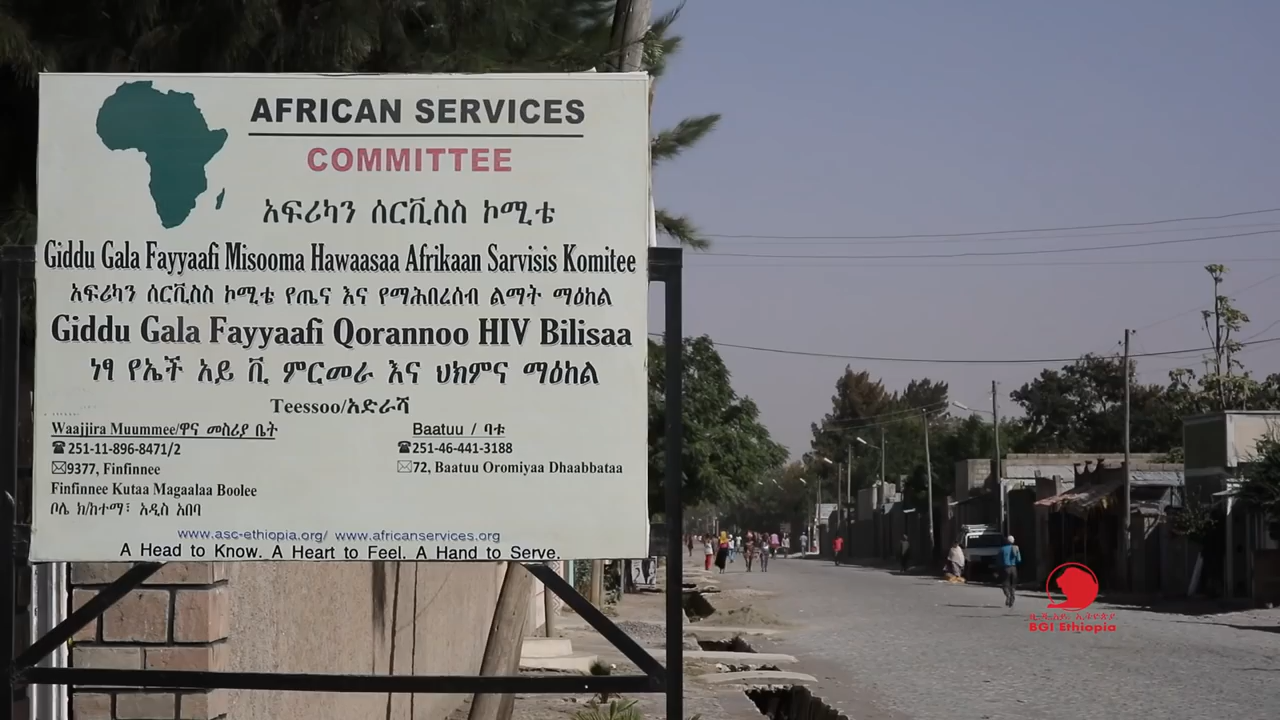 AFRICAN SERVICES
COMMITTEE
አፍሪካን ሰርቪስስ ኮሚቴ
Giddu Gala Fayyaafi Misooma Hawaasaa Afrikaan Sarvisis Komitee
አፍሪካን ሰርቪስስ ኮሚቴ የጤና እና የማሕበረሰብ ልማት ማዕከል
Giddu Gala Fayyaafi Qorannoo HIV Bilisaa
ነፃ የኤች አይ ቪ ምርመራ እና ህክምና ማዕከል
Teessoo/አድራሻ
Waajjira Muummee/ዋና መስሪያ ቤት
☎251-11-896-8471/2
✉9377, Finfinnee
Finfinnee Kutaa Magaalaa Boolee
ቦሌ ክ/ከተማ፣ አዲስ አበባ
Baatuu / ባቱ
☎251-46-441-3188
✉72, Baatuu Oromiyaa Dhaabbataa
www.asc-ethiopia.org/ www.africanservices.org
A Head to Know. A Heart to Feel. A Hand to Serve.
ቢ ጂ አይ ኢትዮጵያ
BGI Ethiopia